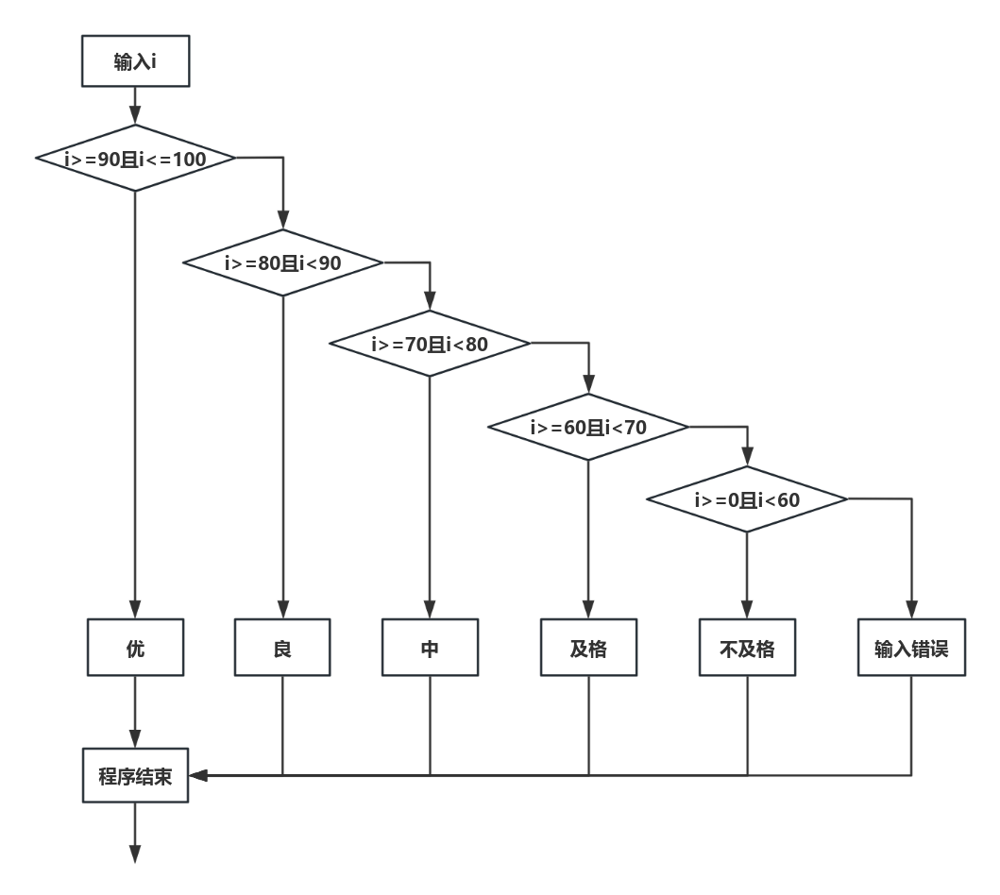 输入i
i>=90且i<=100
i>=80且i<90
i>=70且i<80
i>=60且i<70
i>=0且i<60
优
良
中
及格
不及格
输入错误
程序结束